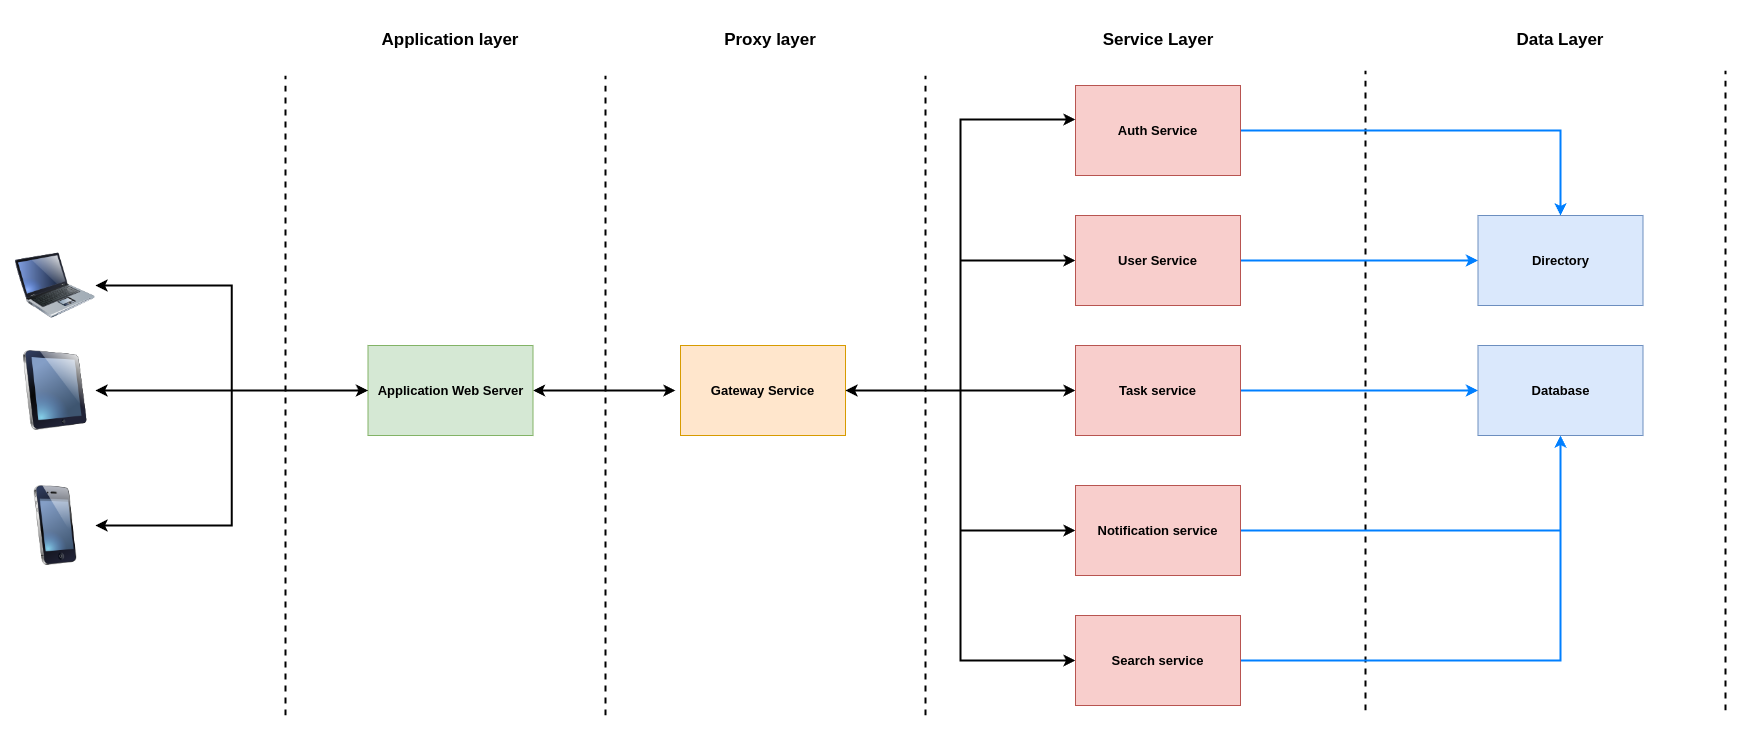 Application layer
Proxy layer
Service Layer
Data Layer
Auth Service
User Service
Directory
Application Web Server
Gateway Service
Task service
Database
Notification service
Search service